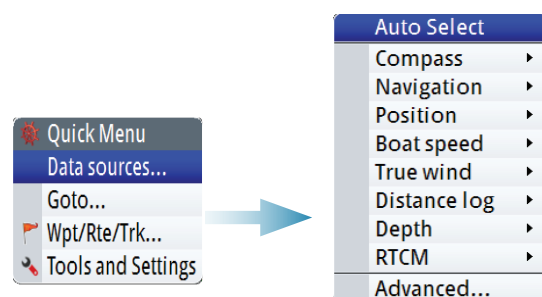 Quick Menu
Data sources...
Goto...
Wpt/Rte/Trk...
Tools and Settings
Auto Select
Compass
Navigation
Position
Boat speed
True wind
Distance log
Depth
RTCM
Advanced...